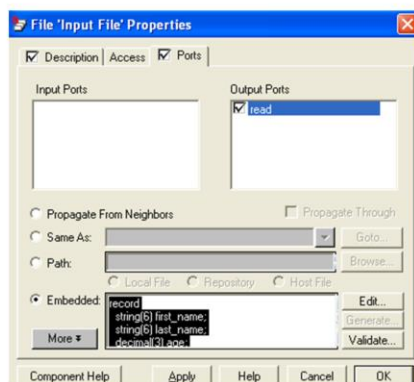 File 'Input File' Properties
Description Access Ports
Input Ports Output Ports
read
Propagate From Neighbors Propagate Through
Same As: Goto...
Path: Browse...
Local File Repository Host File
Embedded: record Edit...
string(6) first_name; Generate...
string(6) last_name;
decimal(3) age; Validate...
More
Component Help Apply Help Cancel OK